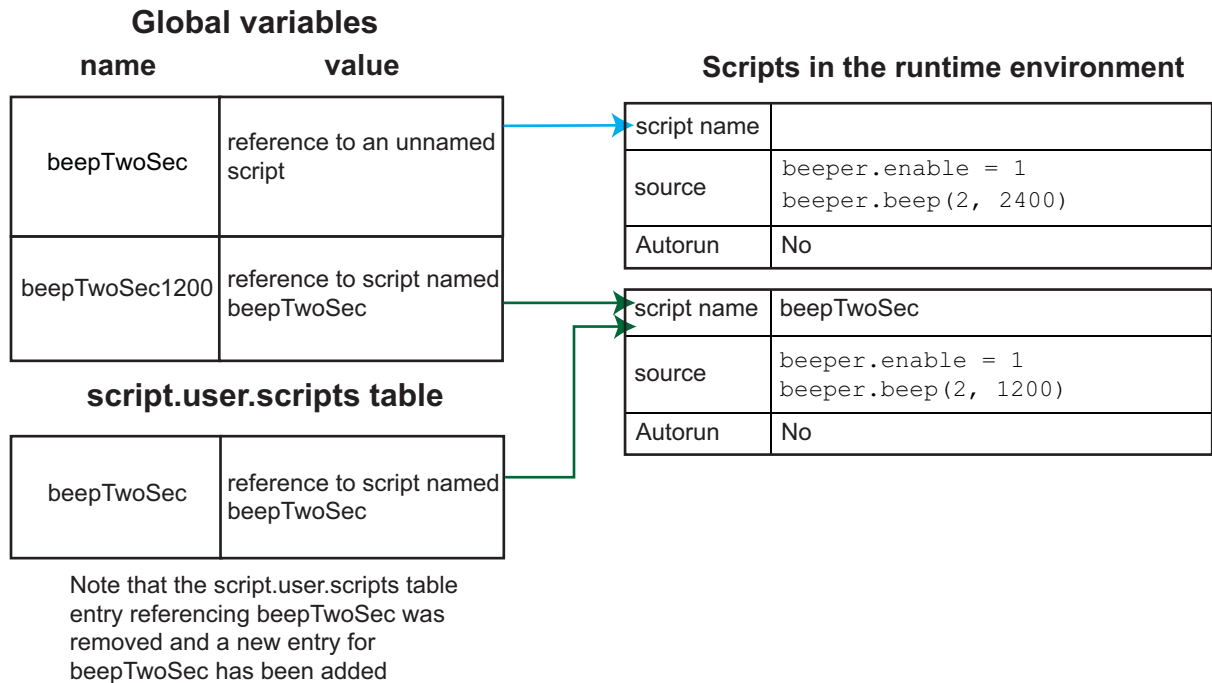 Global variables
name value
beepTwoSec
reference to an unnamed
script
beepTwoSec1200
reference to script named
beepTwoSec
script.user.scripts table
beepTwoSec
reference to script named
beepTwoSec
Note that the script.user.scripts table
entry referencing beepTwoSec was
removed and a new entry for
beepTwoSec has been added
Scripts in the runtime environment
script name
source
beeper.enable = 1
beeper.beep(2, 2400)
Autorun No
script name beepTwoSec
source
beeper.enable = 1
beeper.beep(2, 1200)
Autorun No